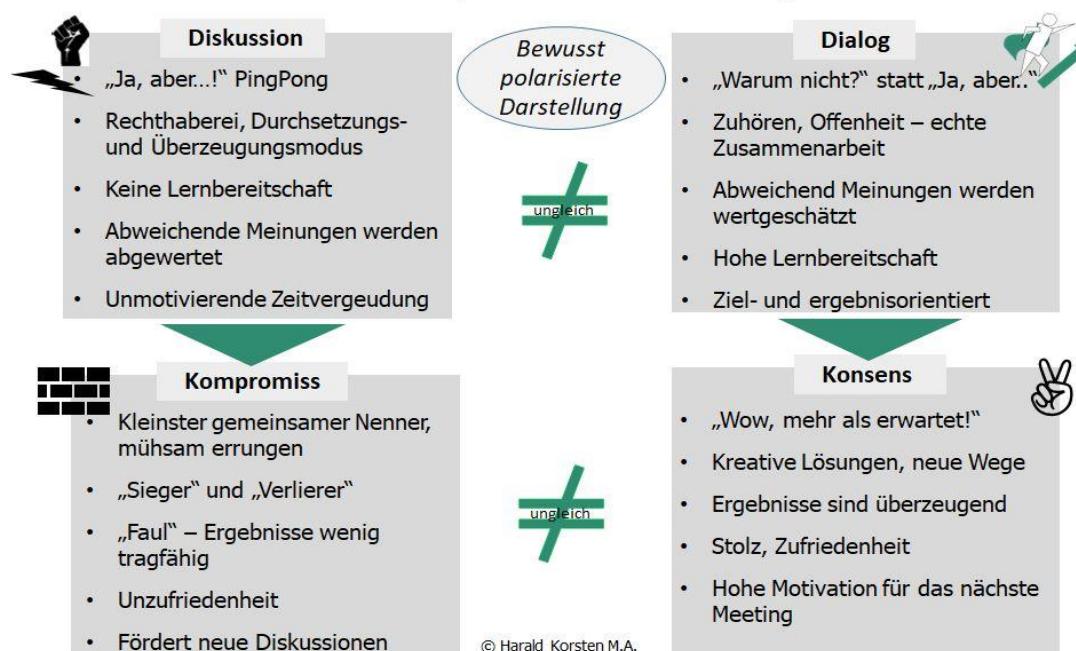 Diskussion
• „Ja, aber…!“ PingPong
• Rechthaberei, Durchsetzungs-
und Überzeugungsmodus
• Keine Lernbereitschaft
• Abweichende Meinungen werden
abgewertet
• Unmotivierende Zeitvergeudung
Bewusst
polarisierte
Darstellung
ungleich
Dialog
• „Warum nicht?“ statt „Ja, aber..“
• Zuhören, Offenheit – echte
Zusammenarbeit
• Abweichend Meinungen werden
wertgeschätzt
• Hohe Lernbereitschaft
• Ziel- und ergebnisorientiert
Kompromiss
• Kleinster gemeinsamer Nenner,
mühsam errungen
• „Sieger“ und „Verlierer“
• „Faul“ – Ergebnisse wenig
tragfähig
• Unzufriedenheit
• Fördert neue Diskussionen
ungleich
Konsens
• „Wow, mehr als erwartet!“
• Kreative Lösungen, neue Wege
• Ergebnisse sind überzeugend
• Stolz, Zufriedenheit
• Hohe Motivation für das nächste
Meeting
© Harald Korsten M.A.